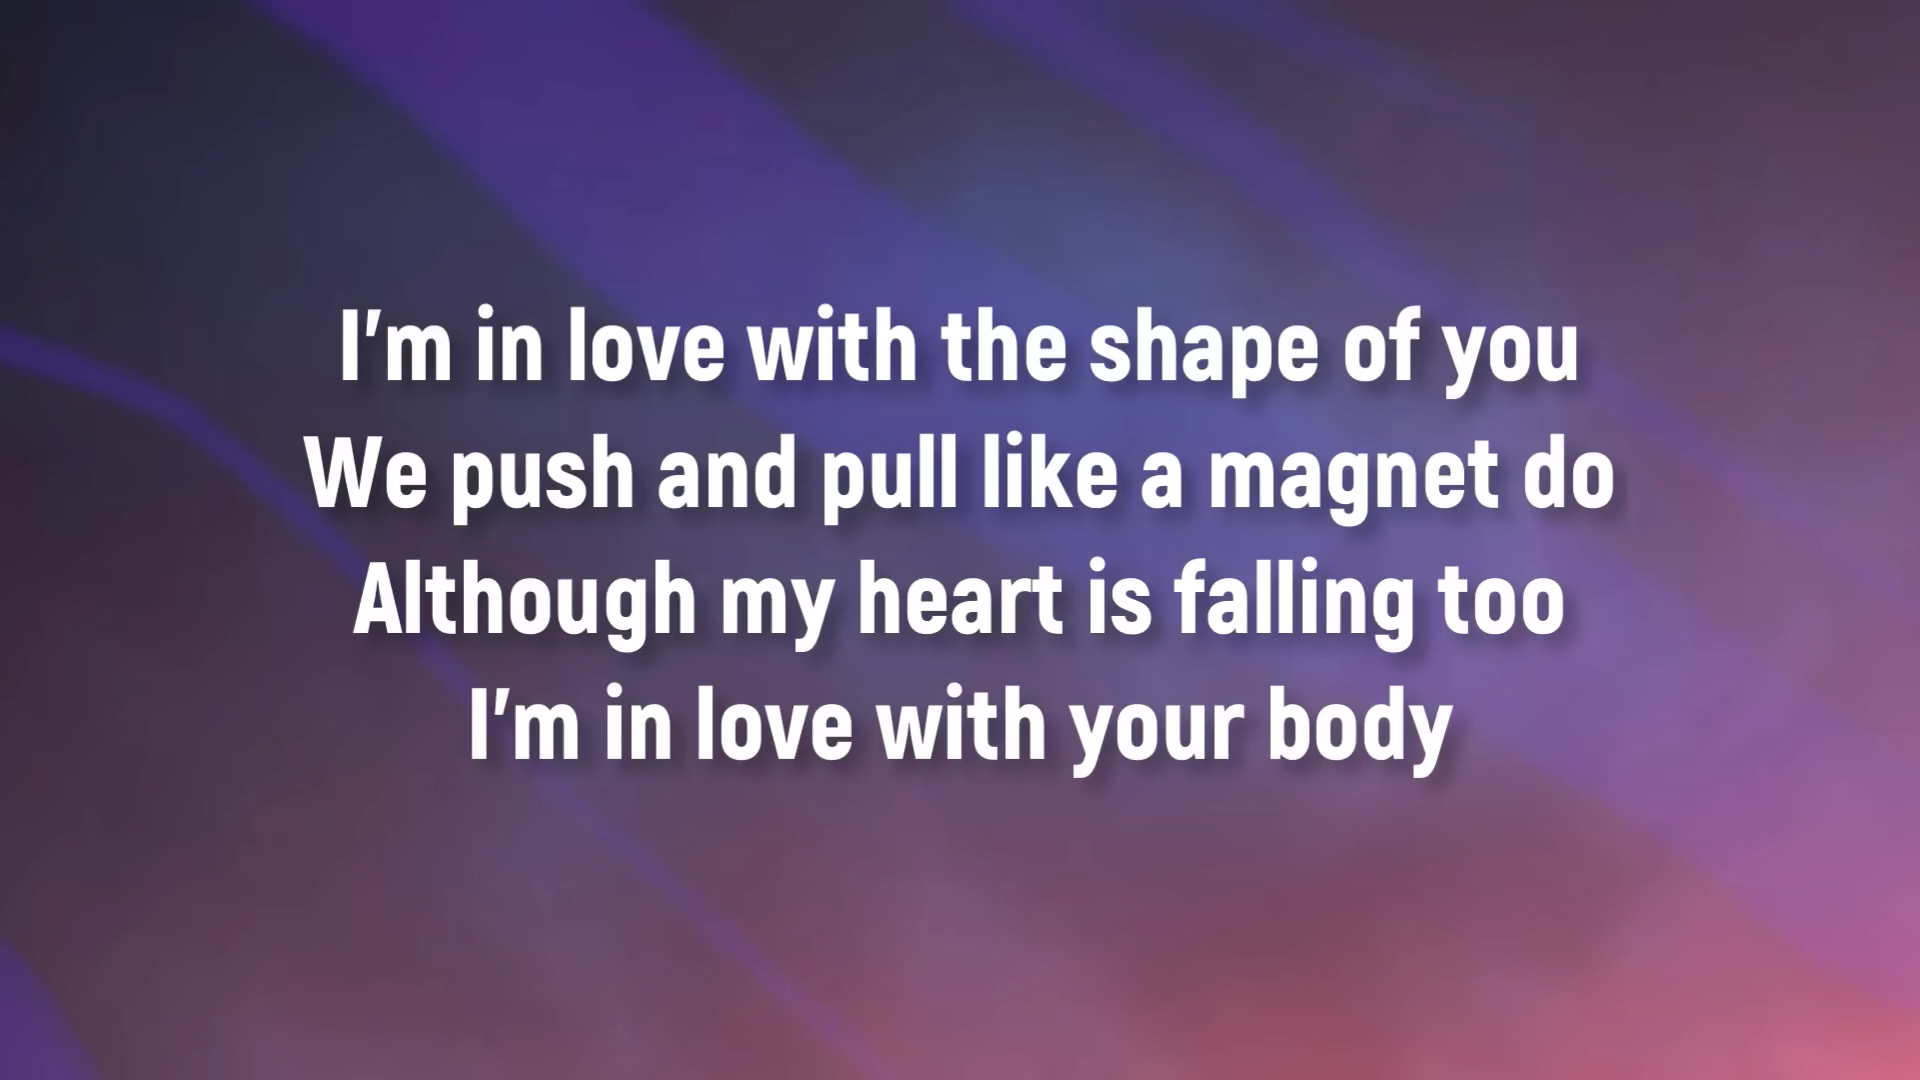 I'm in love with the shape of you
We push and pull like a magnet do
Although my heart is falling too
I'm in love with your body